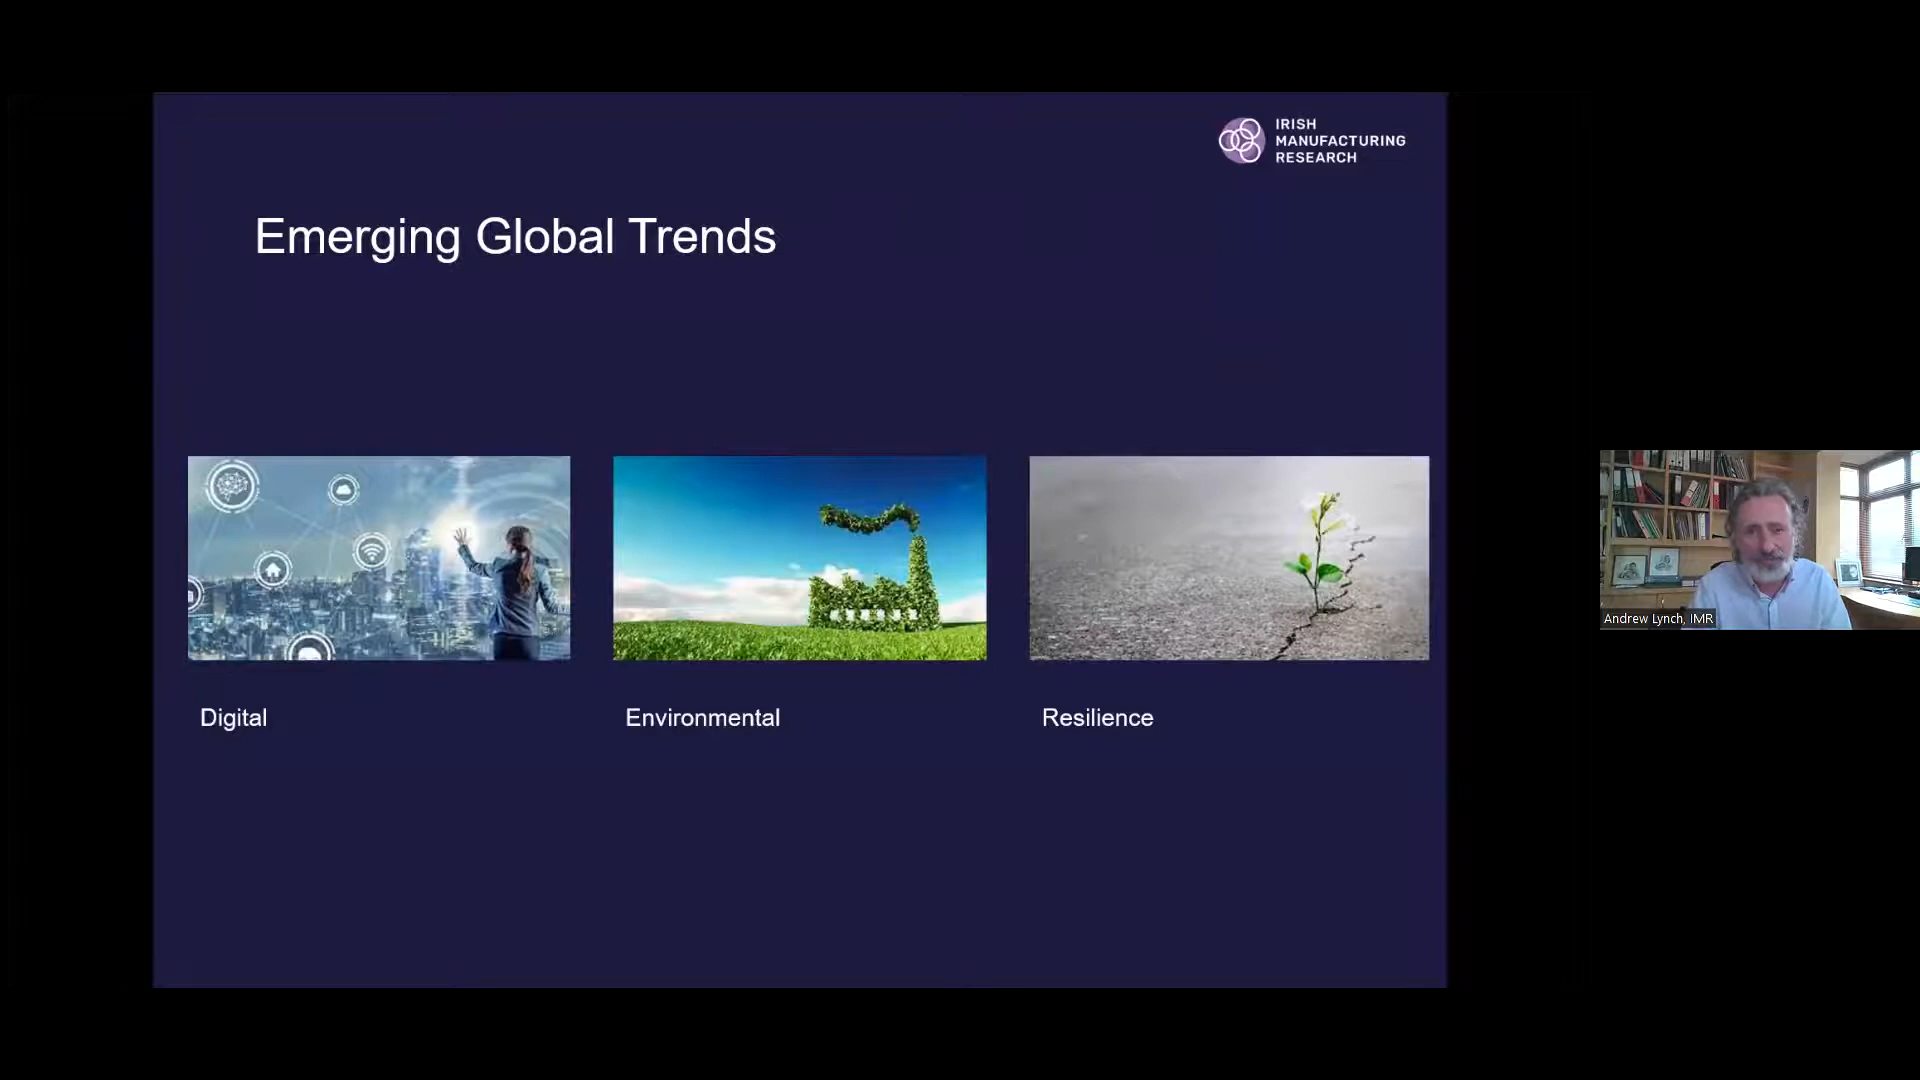 IRISH
MANUFACTURING
RESEARCH
Emerging Global Trends
Digital
Environmental
Resilience
Andrew Lynch, IMR